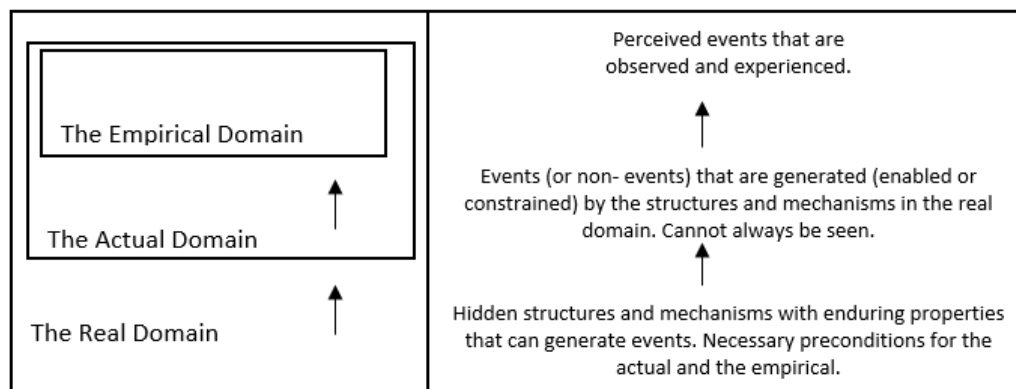 The Empirical Domain
The Actual Domain
The Real Domain
Perceived events that are
observed and experienced.
Events (or non- events) that are generated (enabled or
constrained) by the structures and mechanisms in the real
domain. Cannot always be seen.
Hidden structures and mechanisms with enduring properties
that can generate events. Necessary preconditions for the
actual and the empirical.